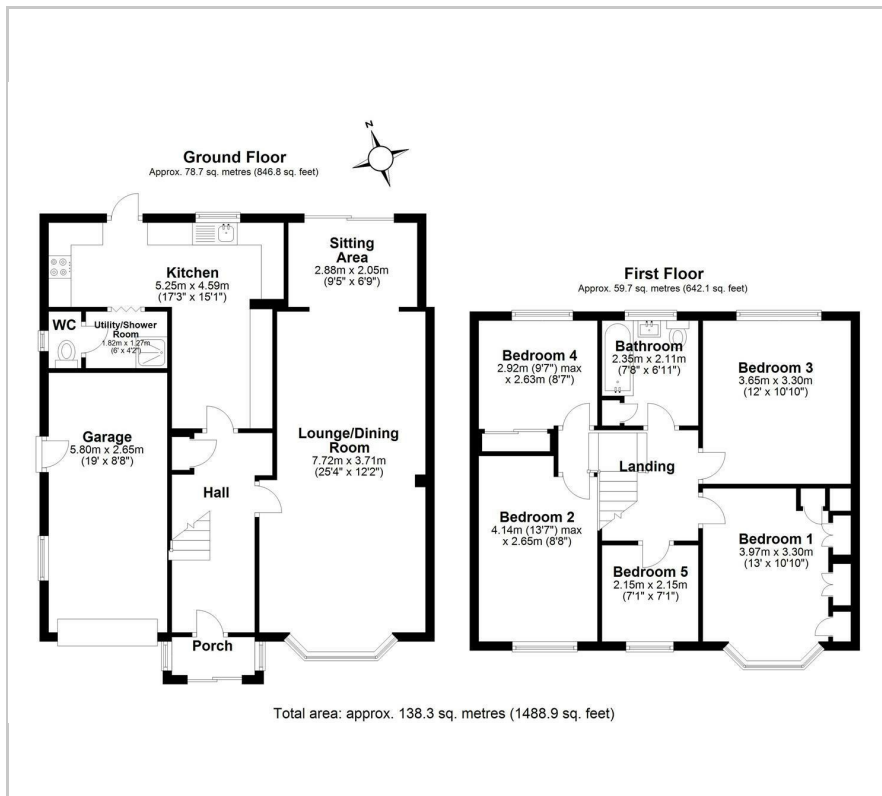 N
Ground Floor
Approx. 78.7 sq. metres (846.8 sq. feet)
Sitting
Area
2.88m x 2.05m
(9'5" x 6'9")
Kitchen
5.25m x 4.59m
(17'3" x 15'1")
WC
Utility/Shower
Room
1.82m x 1.27m
(6' x 4'2")
Garage
5.80m x 2.65m
(19' x 8'8")
Lounge/Dining
Room
7.72m x 3.71m
(25'4" x 12'2")
Hall
Porch
First Floor
Approx. 59.7 sq. metres (642.1 sq. feet)
Bedroom 4
2.92m (9'7") max
x 2.63m (8'7")
Bathroom
2.35m x 2.11m
(7'8" x 6'11")
Bedroom 3
3.65m x 3.30m
(12' x 10'10")
Landing
Bedroom 2
4.14m (13'7") max
x 2.65m (8'8")
Bedroom 1
3.97m x 3.30m
(13' x 10'10")
Bedroom 5
2.15m x 2.15m
(7'1" x 7'1")
Total area: approx. 138.3 sq. metres (1488.9 sq. feet)